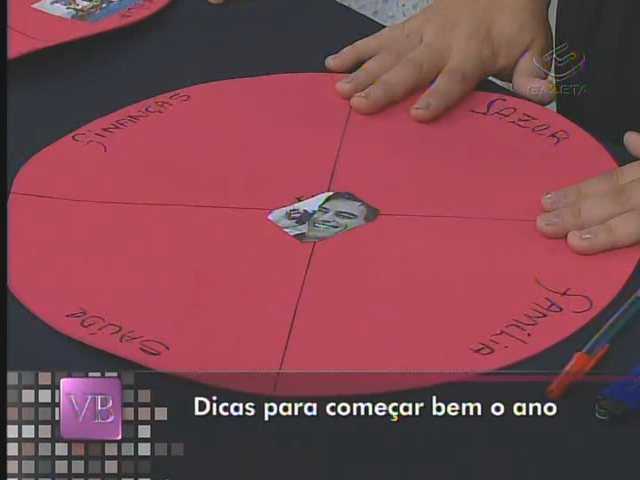 GAZETA
FINANÇAS
LAZER
SAÚDE
FAMÍLIA
VB
Dicas para começar bem o ano